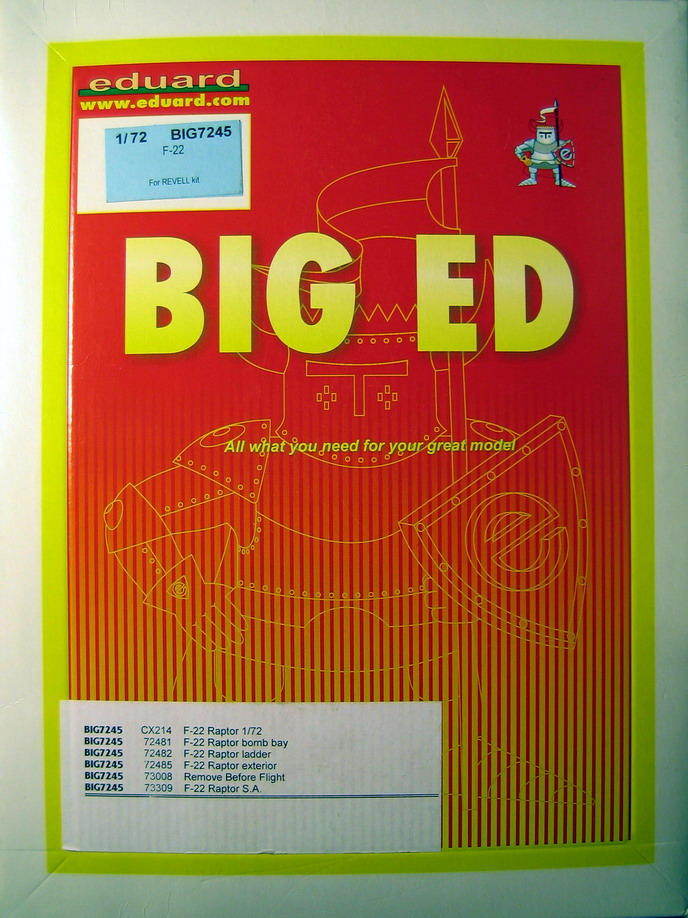 eduard
www.eduard.com
1/72 BIG7245
F-22
For REVELL kit
BIG ED
All what you need for your great model
e
e
e
BIG7245 CX214 F-22 Raptor 1/72
BIG7245 72481 F-22 Raptor bomb bay
BIG7245 72482 F-22 Raptor ladder
BIG7245 72485 F-22 Raptor exterior
BIG7245 73008 Remove Before Flight
BIG7245 73309 F-22 Raptor S.A.